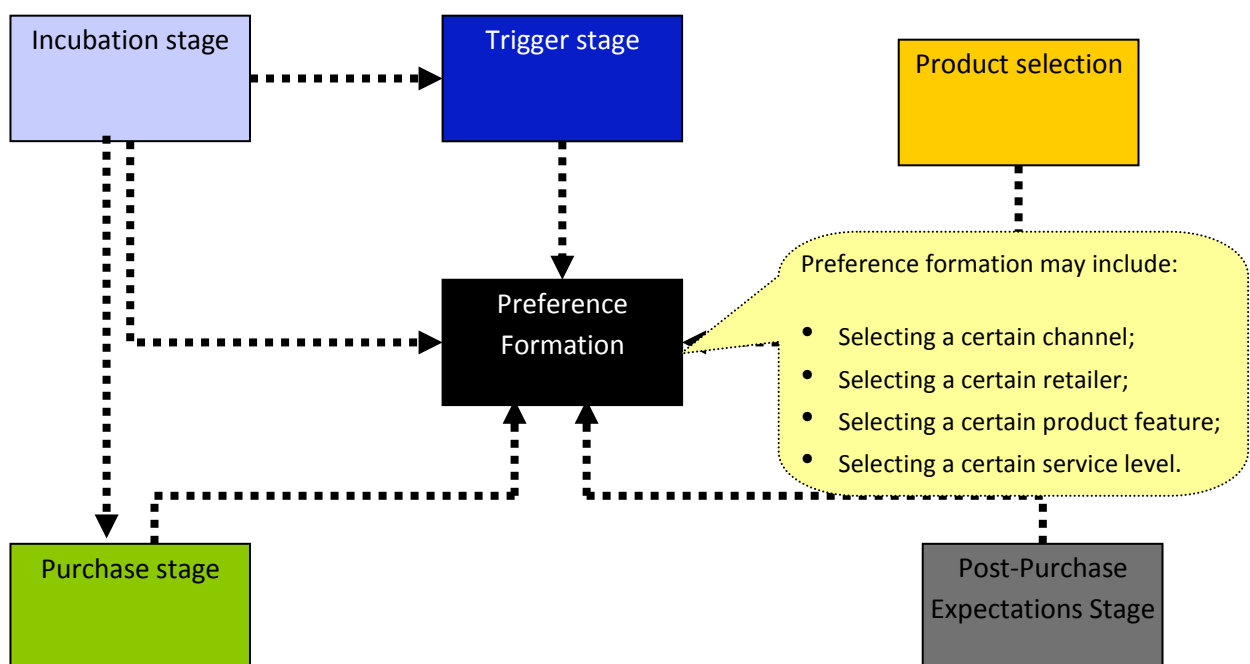 Incubation stage
Trigger stage
Product selection
Preference formation may include:
• Selecting a certain channel;
• Selecting a certain retailer;
• Selecting a certain product feature;
• Selecting a certain service level.
Preference
Formation
Purchase stage
Post-Purchase
Expectations Stage